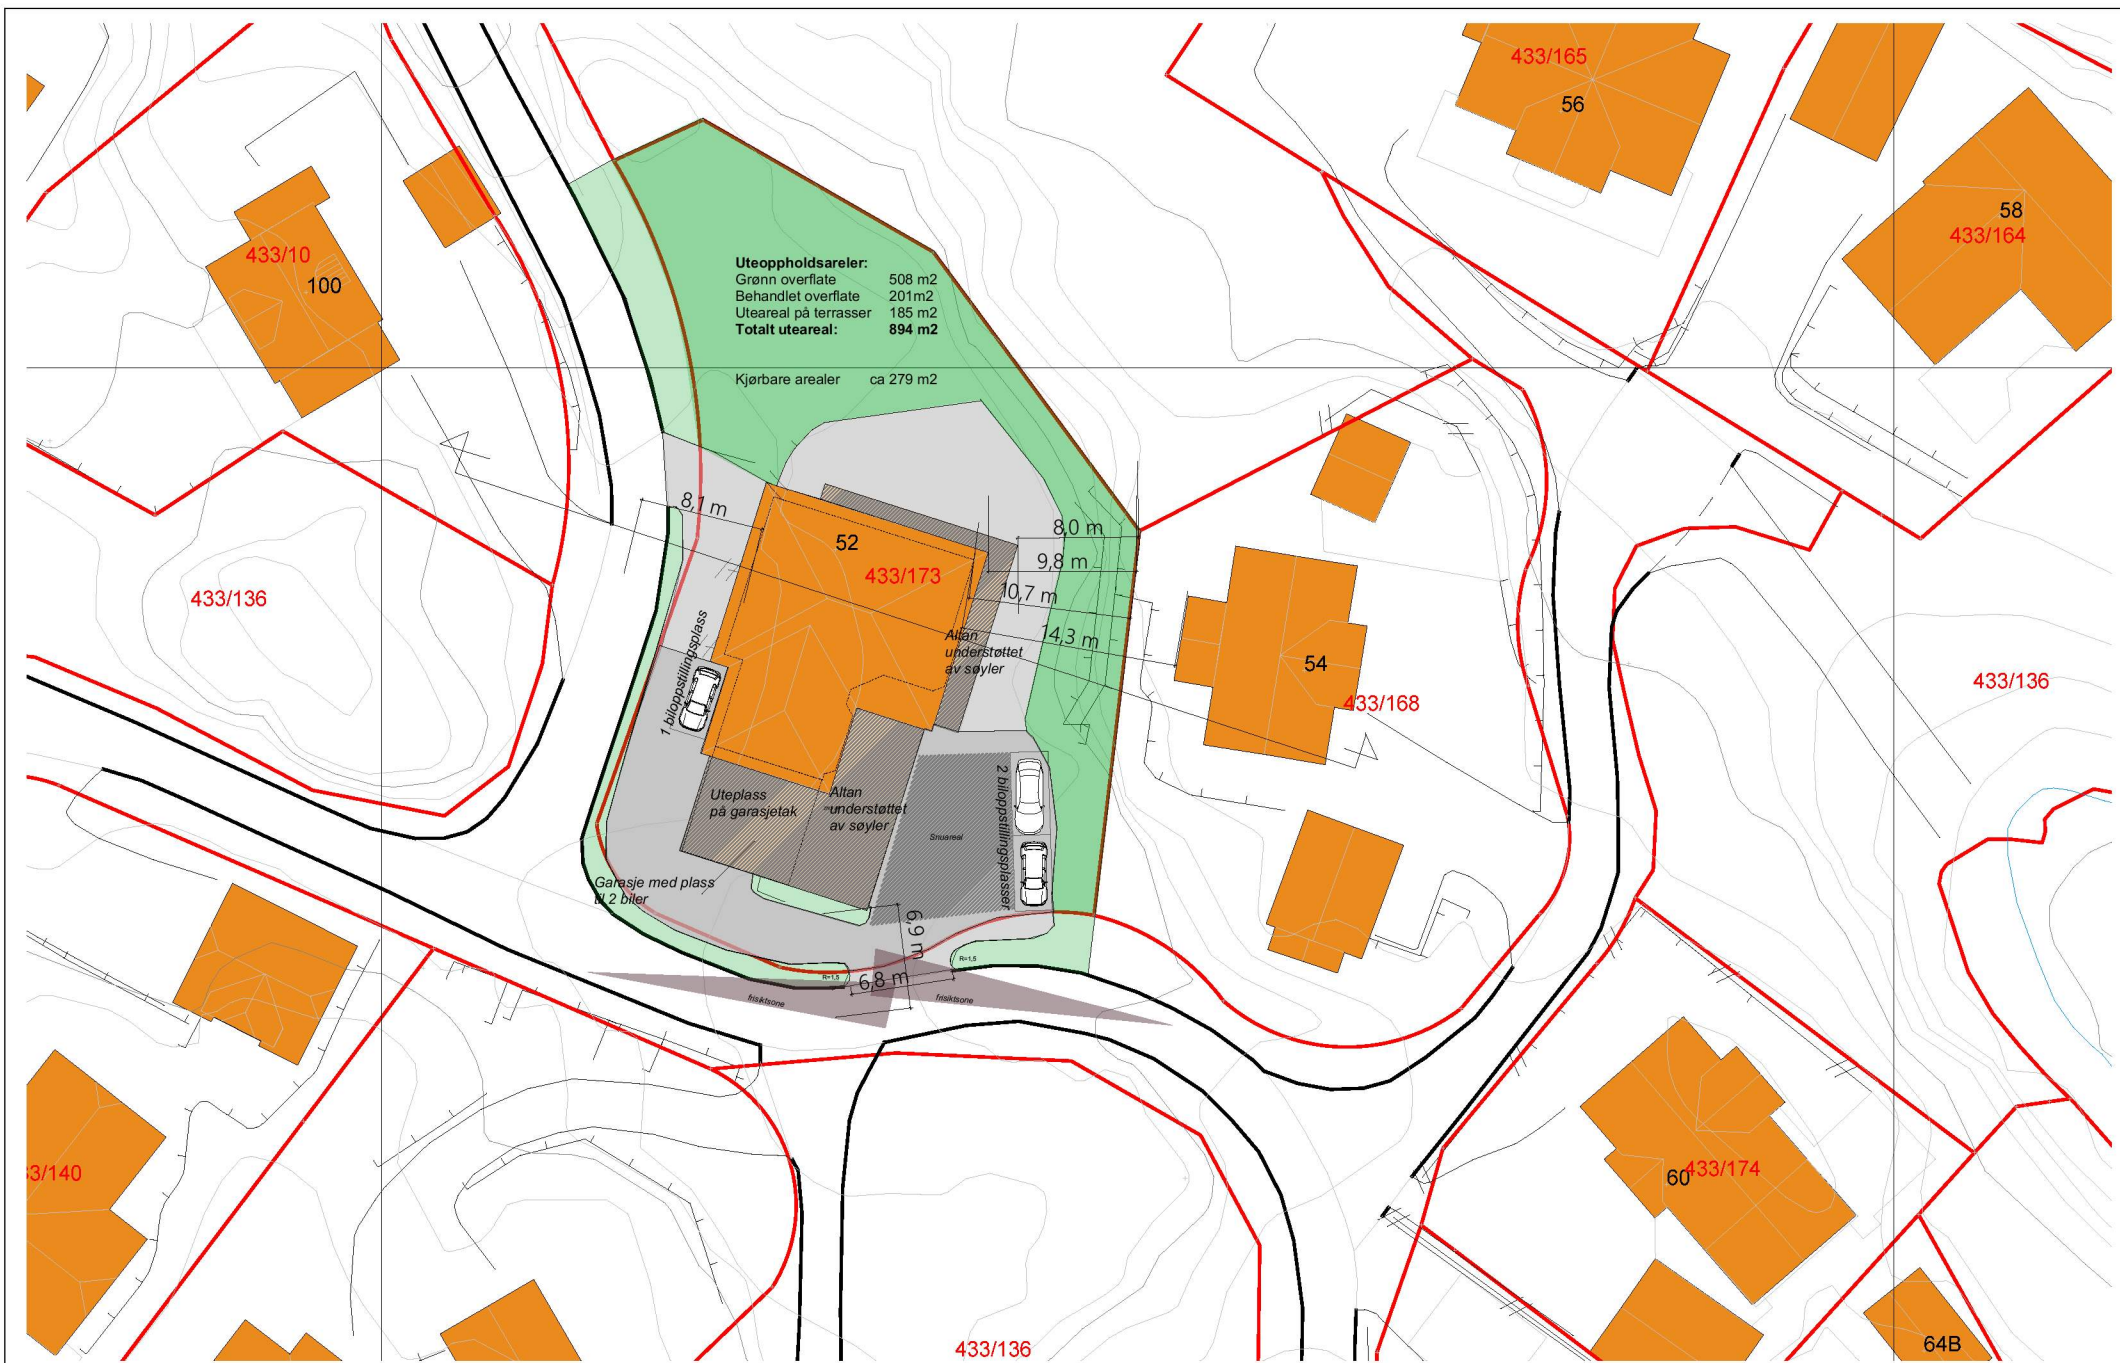 433/165
56
58
433/164
433/10
100
Uteoppholdsareler:
Grønn overflate 508 m2
Behandlet overflate 201m2
Uteareal på terrasser 185 m2
Totalt uteareal: 894 m2
Kjørbare arealer ca 279 m2
8,1 m
52
433/173
8,0 m
9,8 m
10,7 m
14,3 m
433/136
1.biloppstillingsplass
Altan
understøttet
av søyler
54
433/168
433/136
Uteplass
på garasjetak
Altan
understøttet
av søyler
Snuareal
2 biloppstillingsplasser
Garasje med plass
til 2 biler
6,9 m
R=1,5
6,8 m
R=1,5
frisiktsone
frisiktsone
3/140
60
433/174
433/136
64B